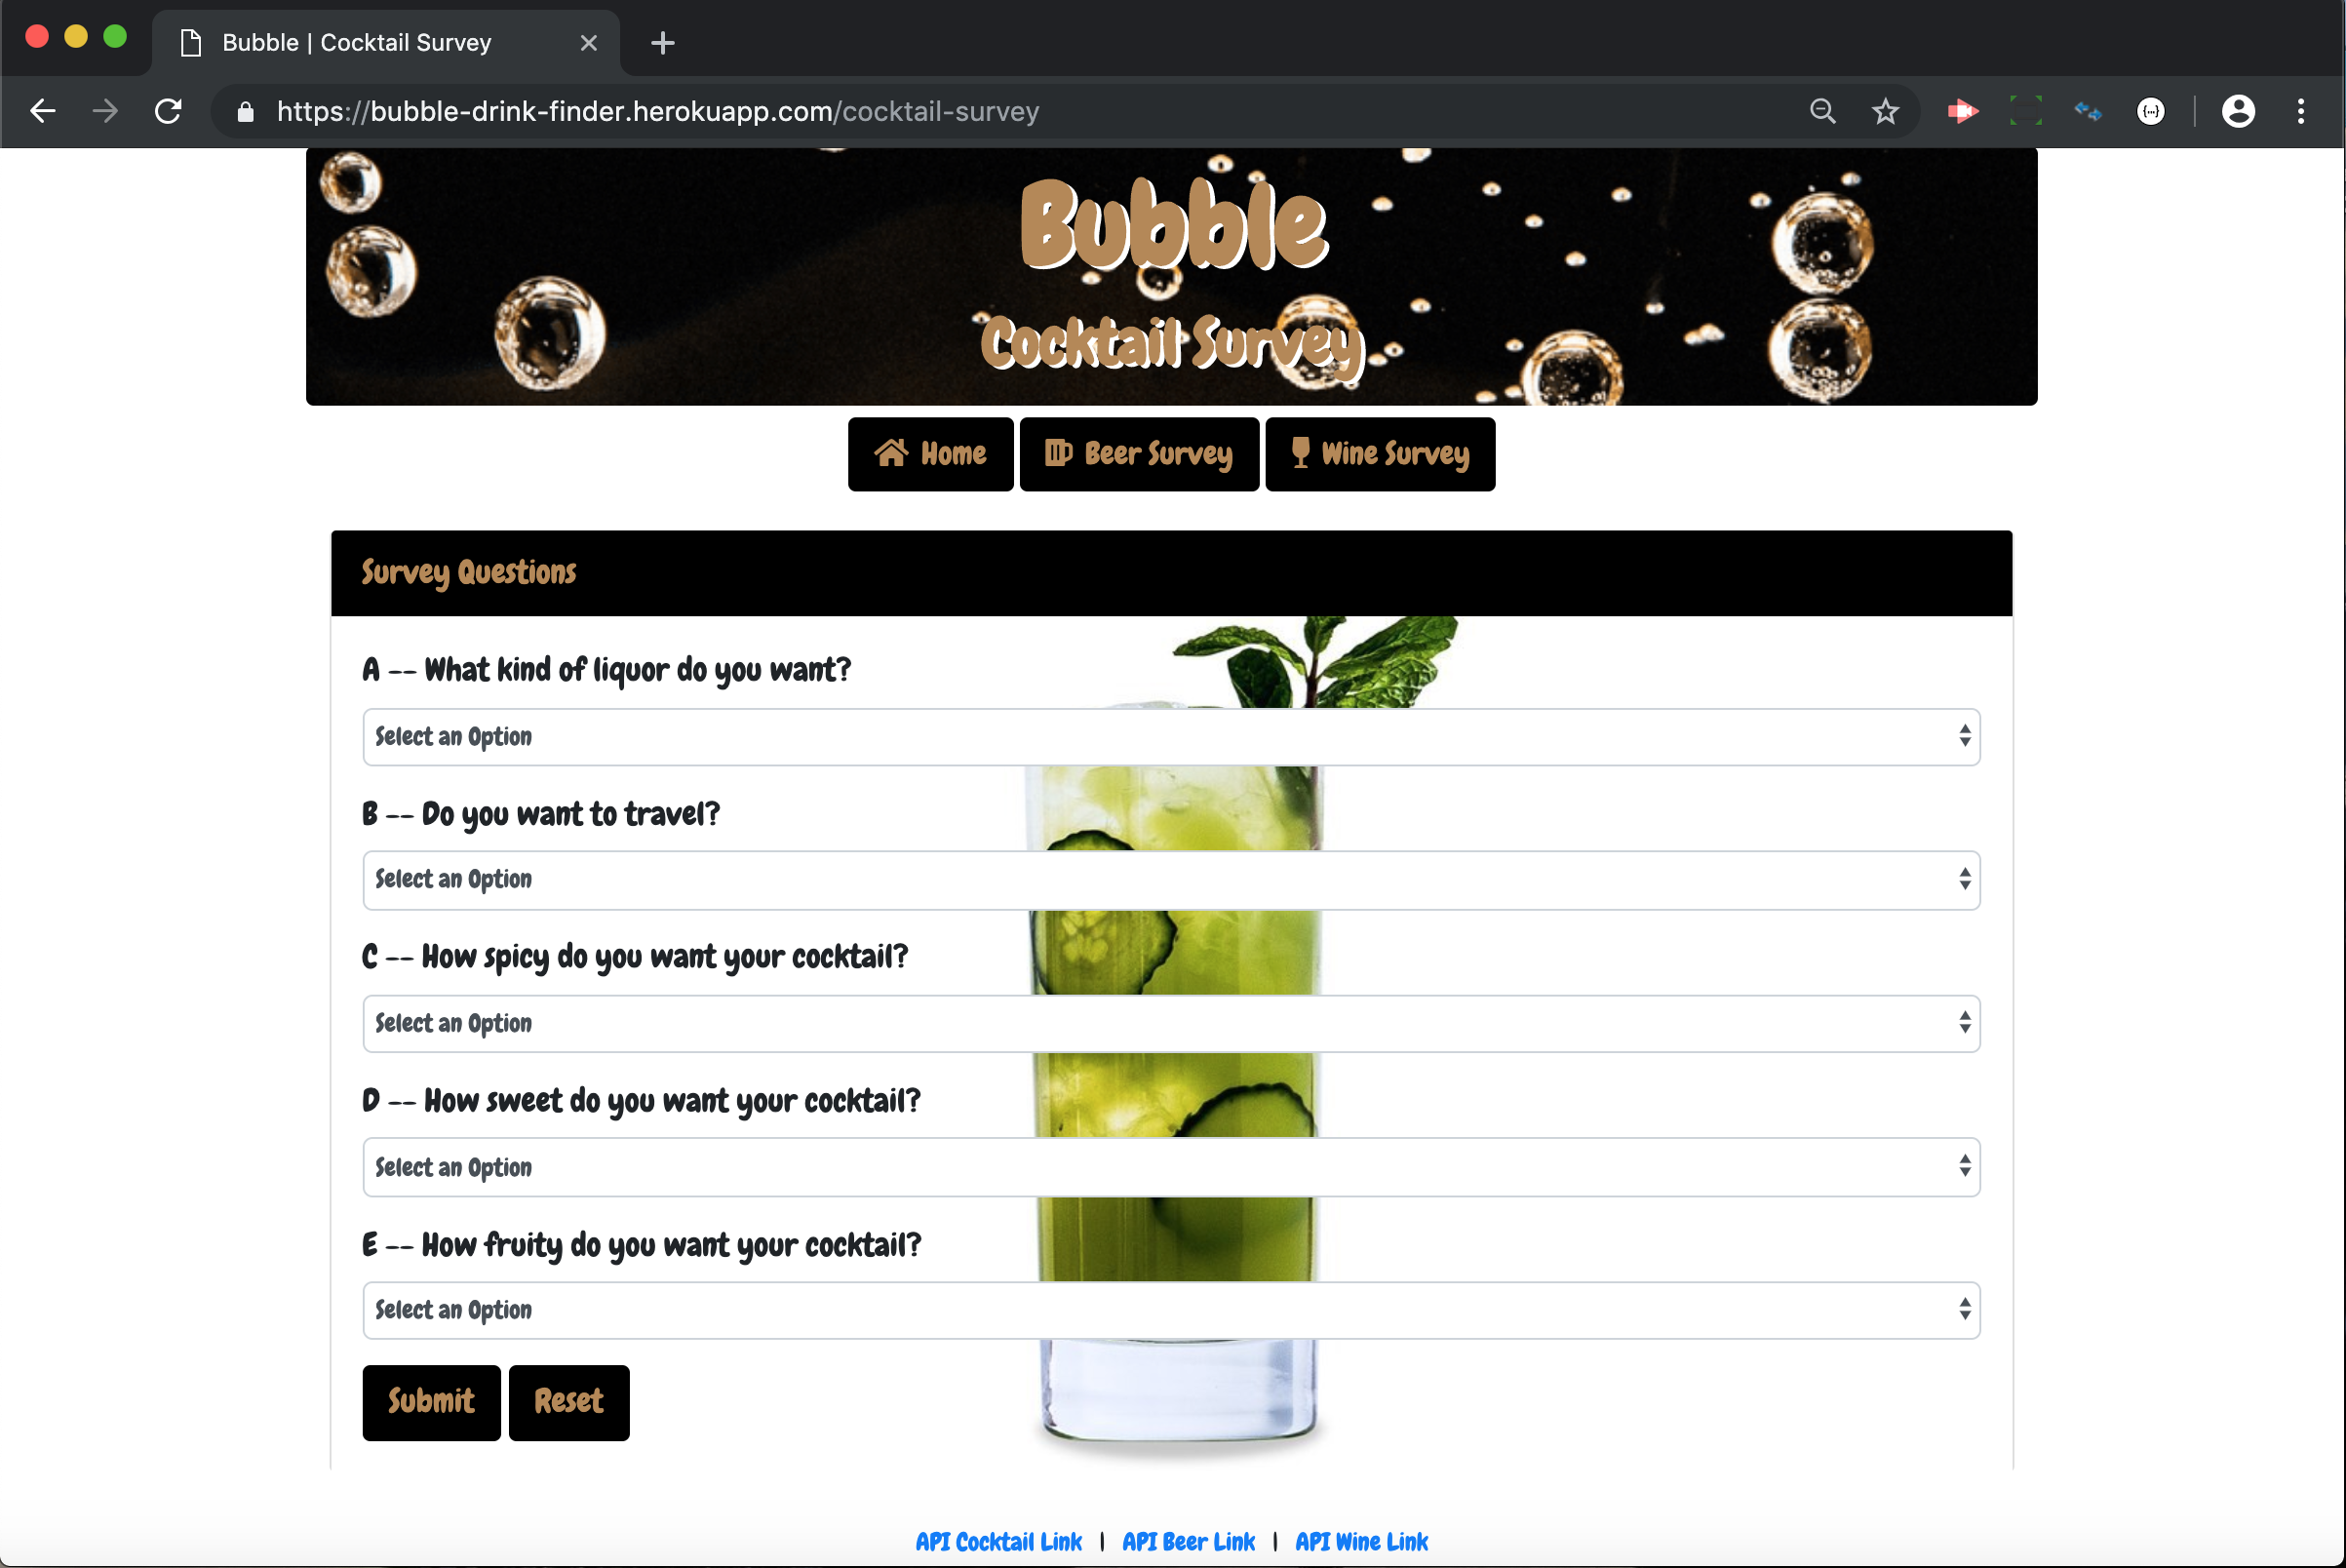 Bubble | Cocktail Survey
https://bubble-drink-finder.herokuapp.com/cocktail-survey
Bubble
Cocktail Survey
Home Beer Survey Wine Survey
Survey Questions
A -- What kind of liquor do you want?
Select an Option
B -- Do you want to travel?
Select an Option
C -- How spicy do you want your cocktail?
Select an Option
D -- How sweet do you want your cocktail?
Select an Option
E -- How fruity do you want your cocktail?
Select an Option
Submit Reset
API Cocktail Link | API Beer Link | API Wine Link